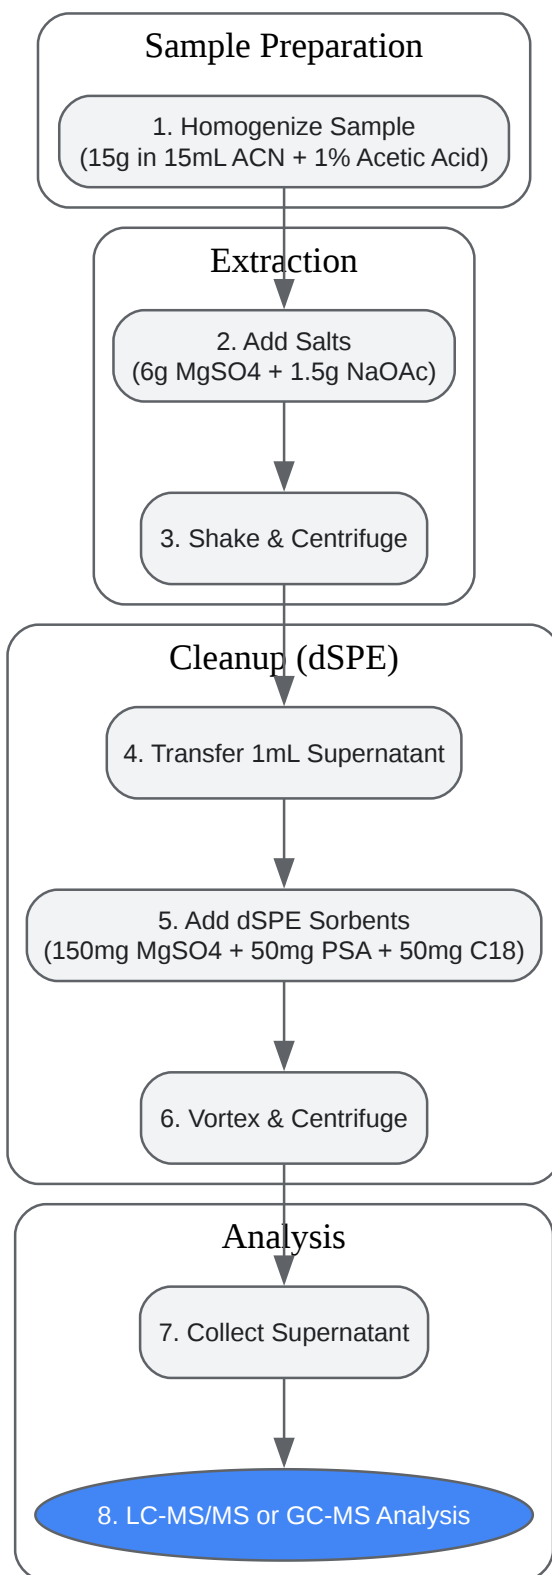 Sample Preparation
1. Homogenize Sample
(15g in 15mL ACN + 1% Acetic Acid)
Extraction
2. Add Salts
(6g MgSO4 + 1.5g NaOAc)
3. Shake & Centrifuge
Cleanup (dSPE)
4. Transfer 1mL Supernatant
5. Add dSPE Sorbents
(150mg MgSO4 + 50mg PSA + 50mg C18)
6. Vortex & Centrifuge
Analysis
7. Collect Supernatant
8. LC-MS/MS or GC-MS Analysis